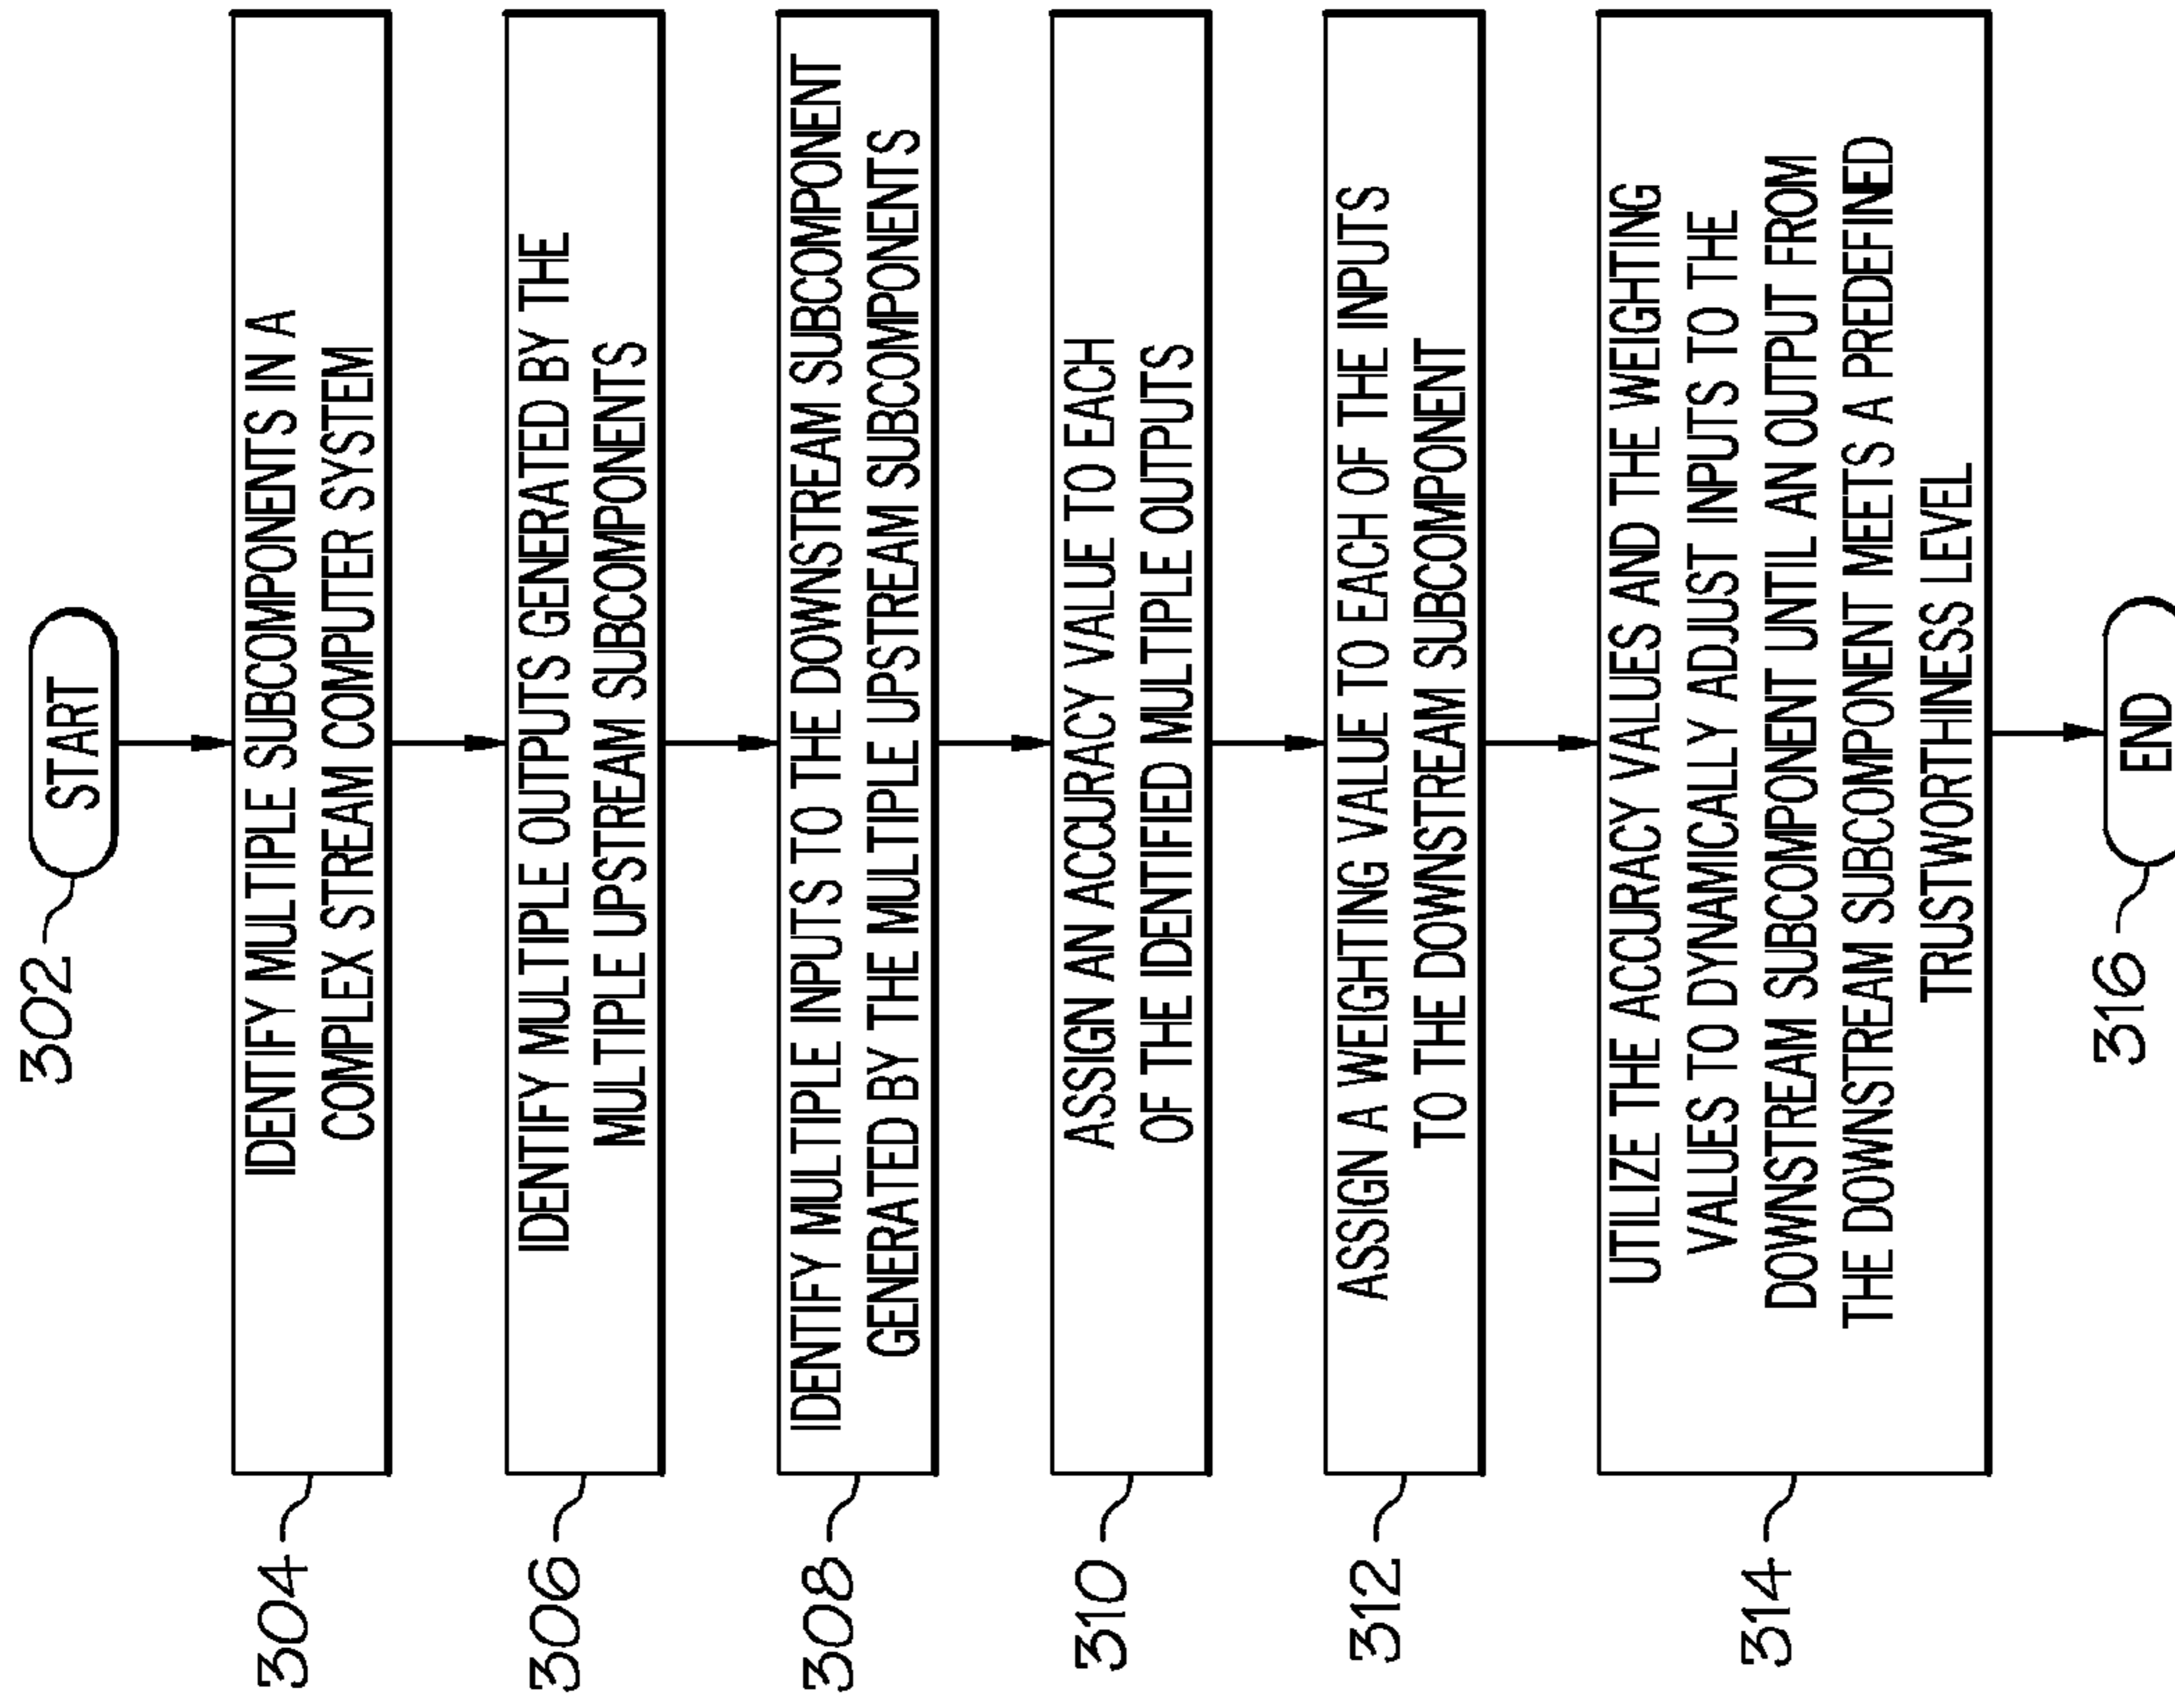 START
302
IDENTIFY MULTIPLE SUBCOMPONENTS IN A
COMPLEX STREAM COMPUTER SYSTEM
304
IDENTIFY MULTIPLE OUTPUTS GENERATED BY THE
MULTIPLE UPSTREAM SUBCOMPONENTS
306
IDENTIFY MULTIPLE INPUTS TO THE DOWNSTREAM SUBCOMPONENT
GENERATED BY THE MULTIPLE UPSTREAM SUBCOMPONENTS
308
ASSIGN AN ACCURACY VALUE TO EACH
OF THE IDENTIFIED MULTIPLE OUTPUTS
310
ASSIGN A WEIGHTING VALUE TO EACH OF THE INPUTS
TO THE DOWNSTREAM SUBCOMPONENT
312
UTILIZE THE ACCURACY VALUES AND THE WEIGHTING
VALUES TO DYNAMICALLY ADJUST INPUTS TO THE
DOWNSTREAM SUBCOMPONENT UNTIL AN OUTPUT FROM
THE DOWNSTREAM SUBCOMPONENT MEETS A PREDEFINED
TRUSTWORTHINESS LEVEL
314
END
316